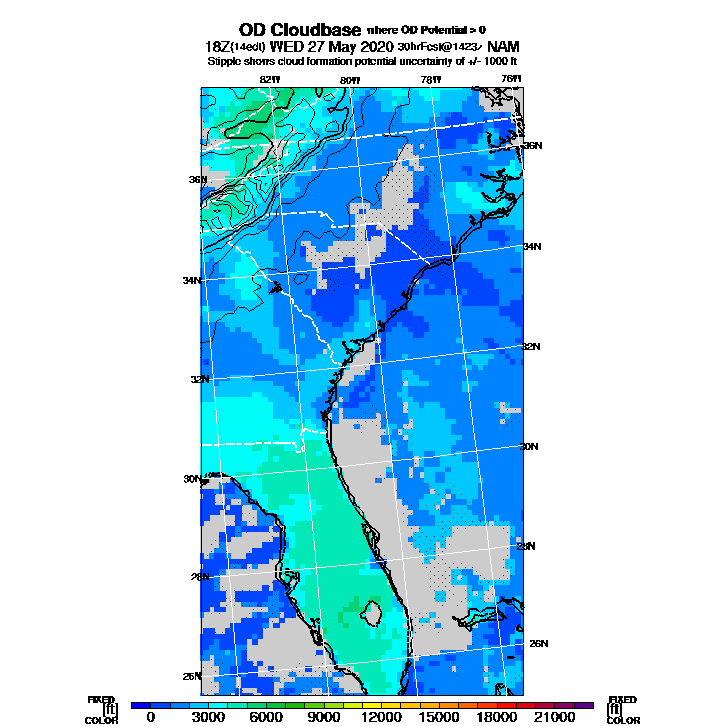 OD Cloudbase where OD Potential > 0
18Z(14edt) WED 27 May 2020 30hrFcst@1423z NAM
Stipple shows cloud formation potential uncertainty of +/- 1000 ft
82W 80W 78W 76W
36N
36N
34N
34N
32N
32N
30N
30N
28N
28N
26N
26N
FIXED FIXED
[ft] [ft]
COLOR COLOR
0 3000 6000 9000 12000 15000 18000 21000